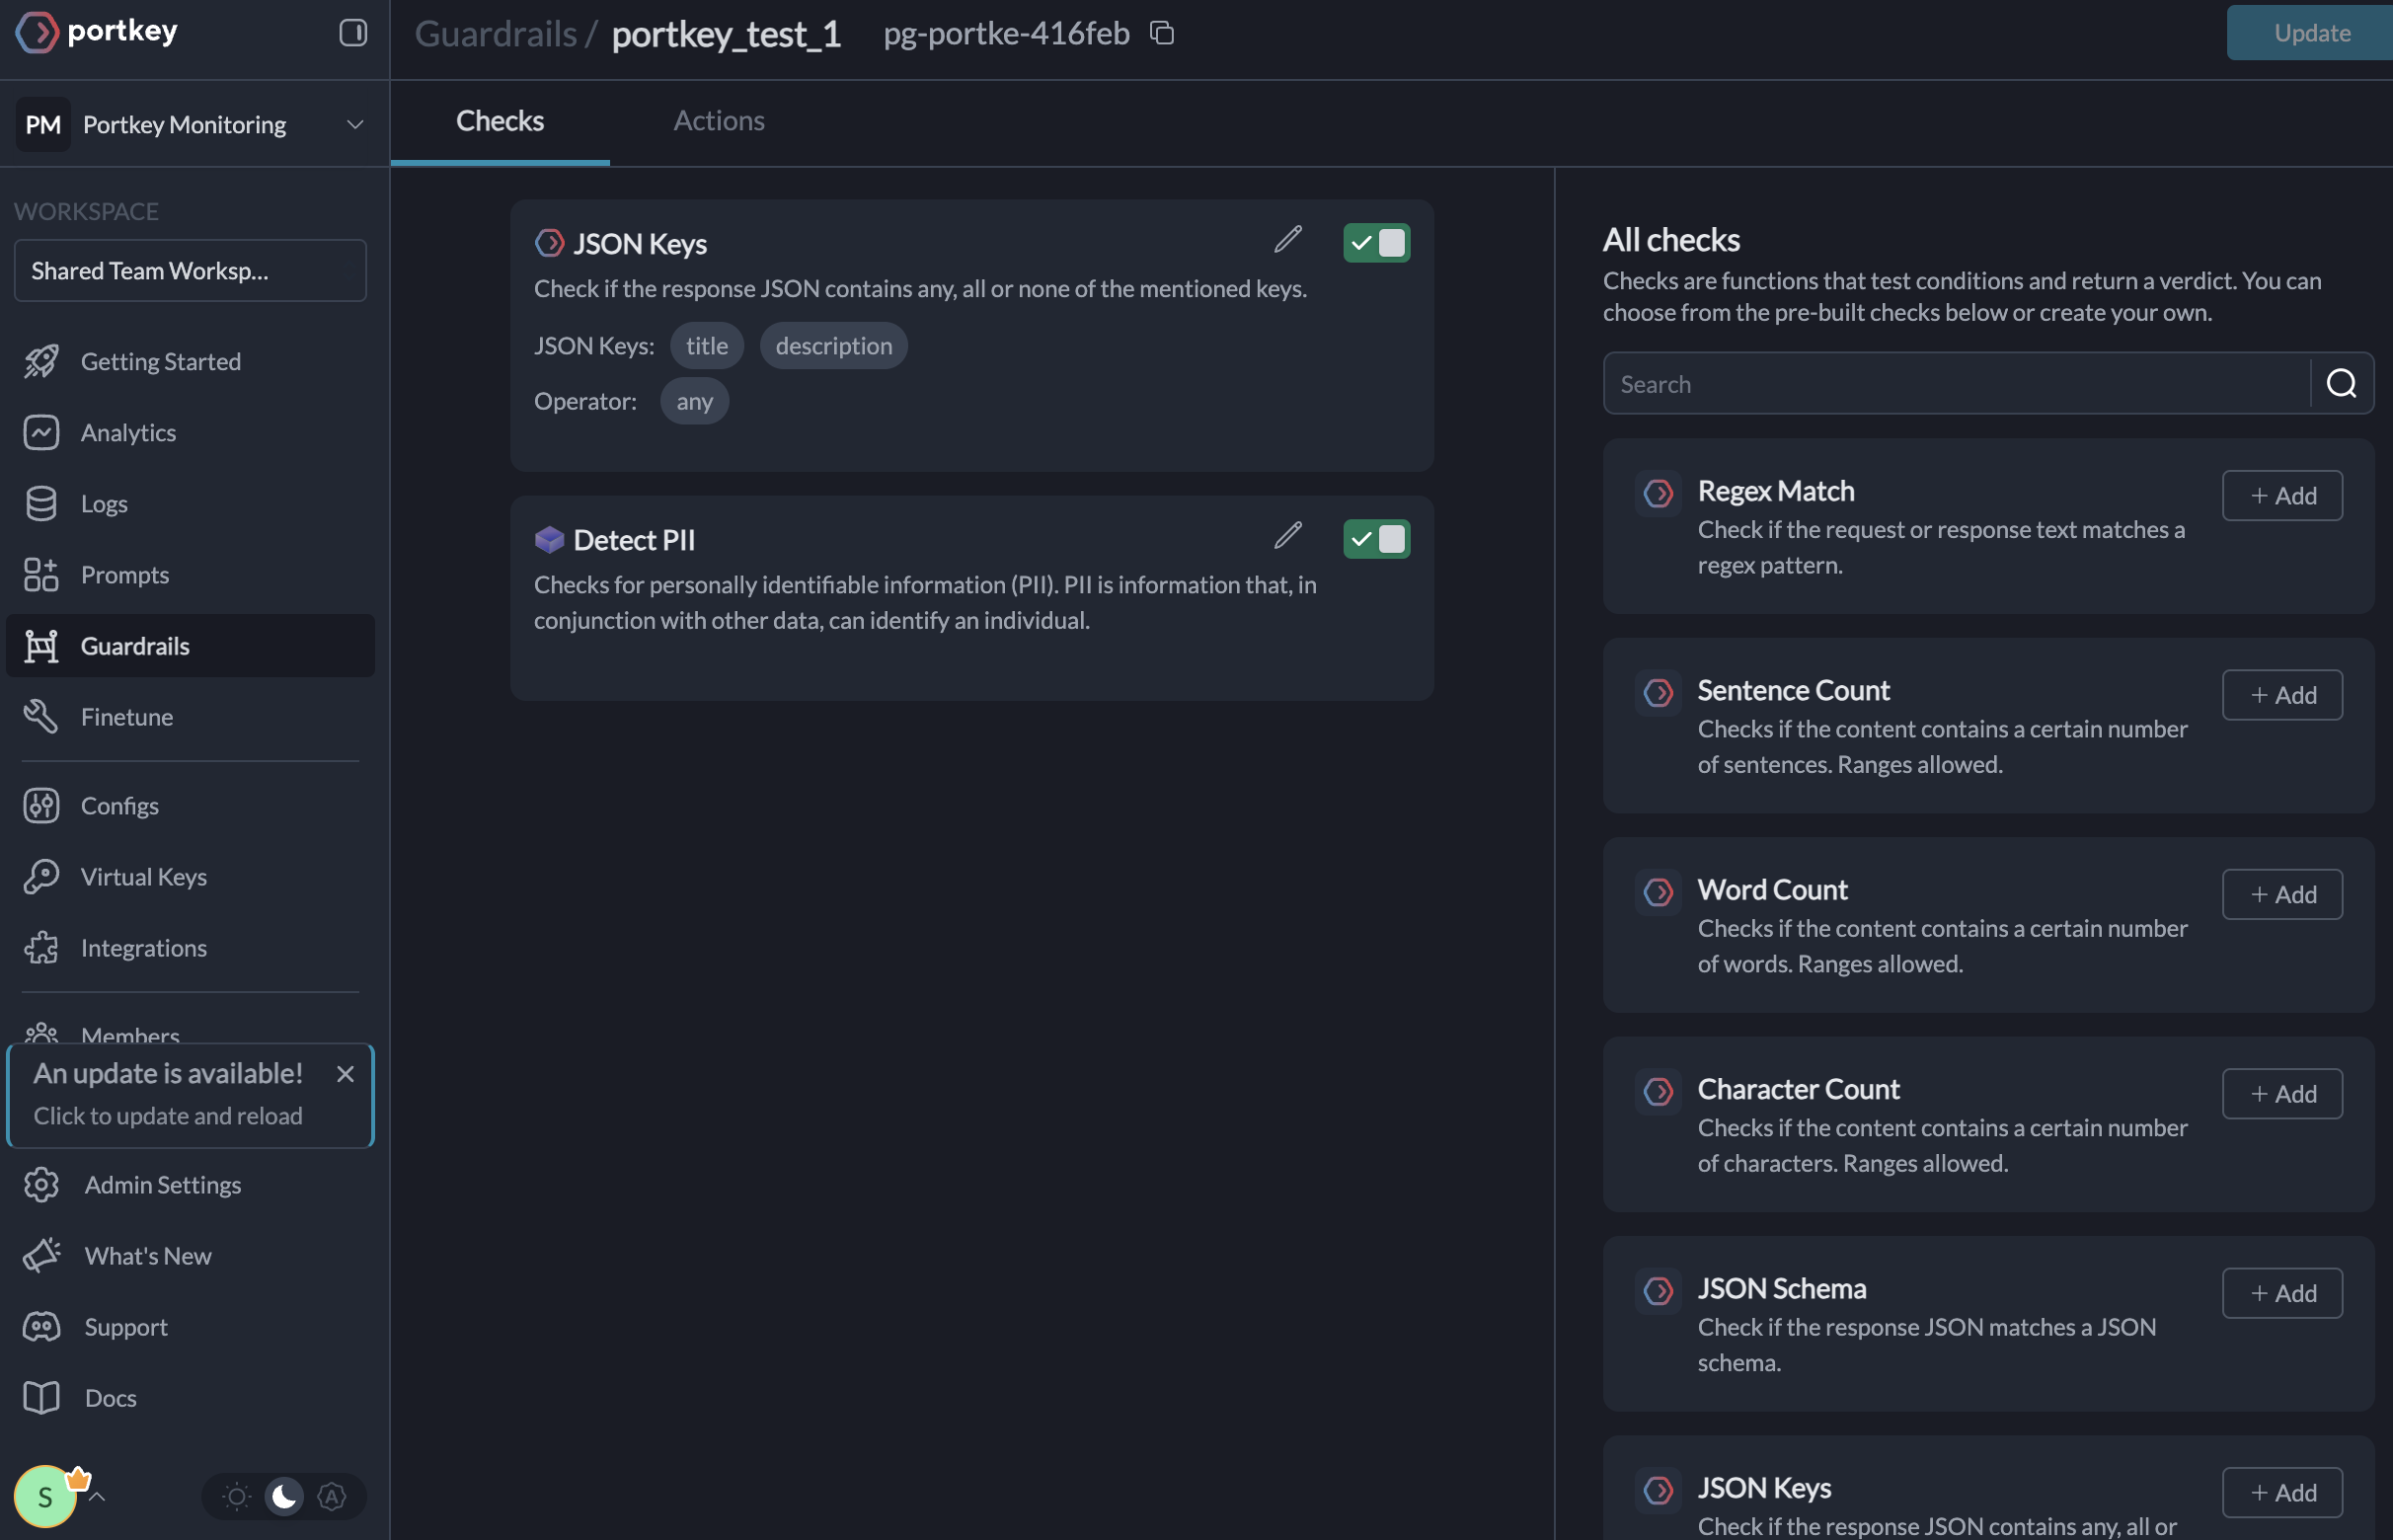 portkey
Guardrails / portkey_test_1 pg-portke-416feb
Update
PM Portkey Monitoring
Checks
Actions
WORKSPACE
Shared Team Worksp...
Getting Started
Analytics
Logs
Prompts
Guardrails
Finetune
Configs
Virtual Keys
Integrations
Members
An update is available!
Click to update and reload
Admin Settings
What's New
Support
Docs
S
JSON Keys
Check if the response JSON contains any, all or none of the mentioned keys.
JSON Keys: title description
Operator: any
Detect PII
Checks for personally identifiable information (PII). PII is information that, in
conjunction with other data, can identify an individual.
All checks
Checks are functions that test conditions and return a verdict. You can
choose from the pre-built checks below or create your own.
Search
Regex Match
+ Add
Check if the request or response text matches a
regex pattern.
Sentence Count
+ Add
Checks if the content contains a certain number
of sentences. Ranges allowed.
Word Count
+ Add
Checks if the content contains a certain number
of words. Ranges allowed.
Character Count
+ Add
Checks if the content contains a certain number
of characters. Ranges allowed.
JSON Schema
+ Add
Check if the response JSON matches a JSON
schema.
JSON Keys
+ Add
Check if the response JSON contains any, all or